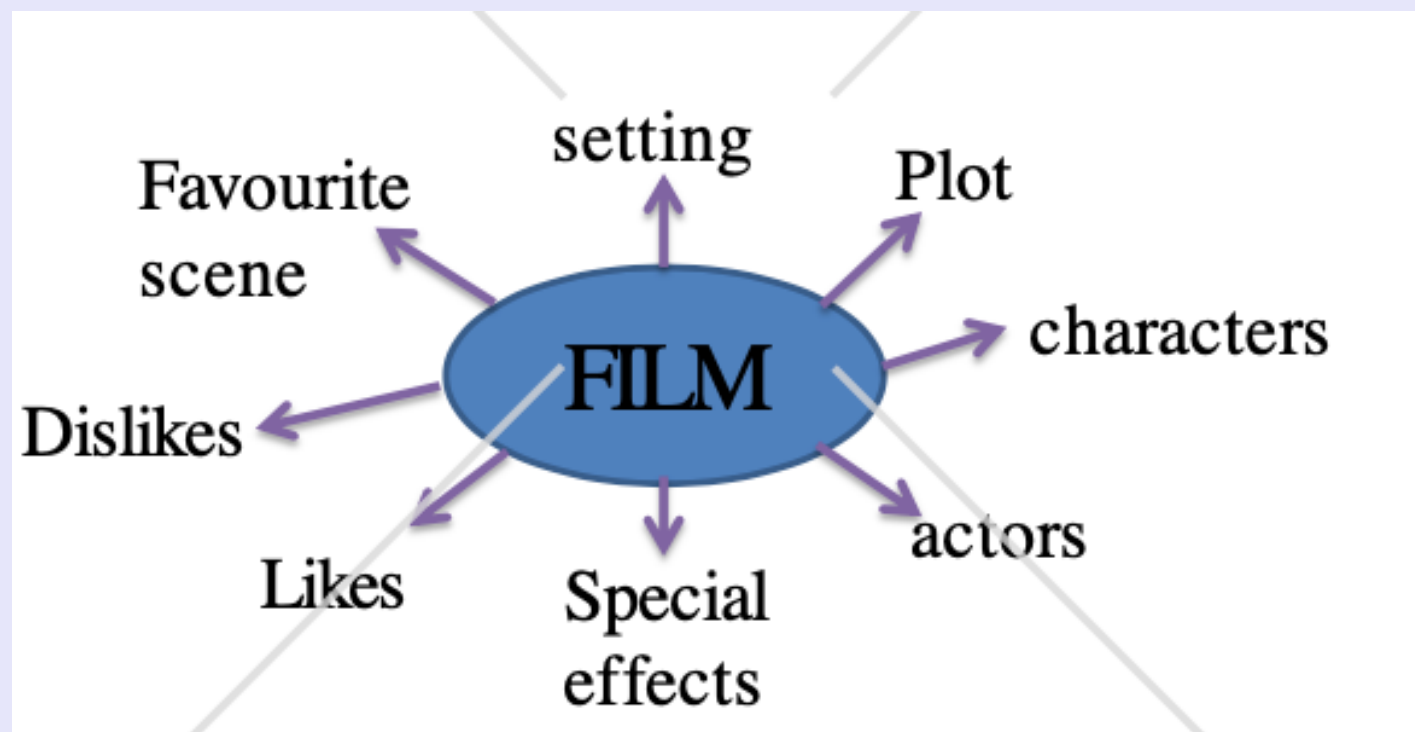 setting
Plot
Favourite
scene
characters
FILM
Dislikes
actors
Likes
Special
effects